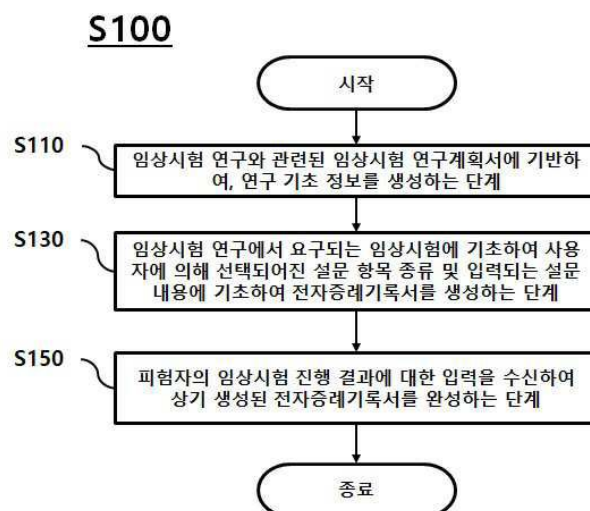 S100
시작
S110
임상시험 연구와 관련된 임상시험 연구계획서에 기반하
여, 연구 기초 정보를 생성하는 단계
S130
임상시험 연구에서 요구되는 임상시험에 기초하여 사용
자에 의해 선택되어진 설문 항목 종류 및 입력되는 설문
내용에 기초하여 전자증례기록서를 생성하는 단계
S150
피험자의 임상시험 진행 결과에 대한 입력을 수신하여
상기 생성된 전자증례기록서를 완성하는 단계
종료